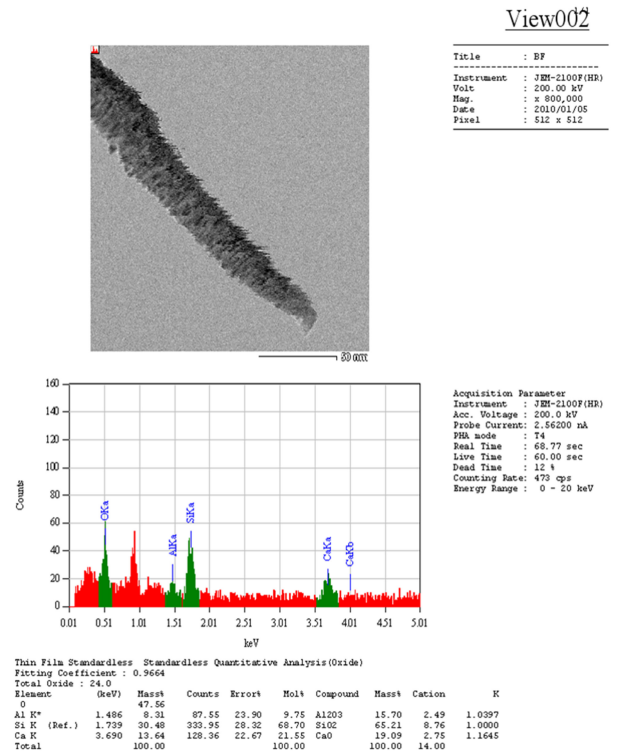 View002
Title : BF
---------------------------
Instrument : JEM-2100F(HR)
Volt : 200.00 kV
Mag. : x 800,000
Date : 2010/01/05
Pixel : 512 x 512
50 nm
160
140
120
100
80
60
40
20
0
Counts
OKa
AlKa
SiKa
CaKa
CaKb
0.01 0.51 1.01 1.51 2.01 2.51 3.01 3.51 4.01 4.51 5.01
keV
Acquisition Parameter
Instrument : JEM-2100F(HR)
Acc. Voltage : 200.0 kV
Probe Current: 2.56200 nA
PHA mode : T4
Real Time : 68.77 sec
Live Time : 60.00 sec
Dead Time : 12 %
Counting Rate: 473 cps
Energy Range : 0 - 20 keV
Thin Film Standardless Standardless Quantitative Analysis(Oxide)
Fitting Coefficient : 0.9664
Total Oxide : 24.0
Element (keV) Mass% Counts Error% Mol% Compound Mass% Cation K
O 47.56
Al K* 1.486 8.31 87.55 23.90 9.75 Al2O3 15.70 2.49 1.0397
Si K (Ref.) 1.739 30.48 333.95 28.32 68.70 SiO2 65.21 8.76 1.0000
Ca K 3.690 13.64 128.36 22.67 21.55 CaO 19.09 2.75 1.1645
Total 100.00 100.00 100.00 14.00